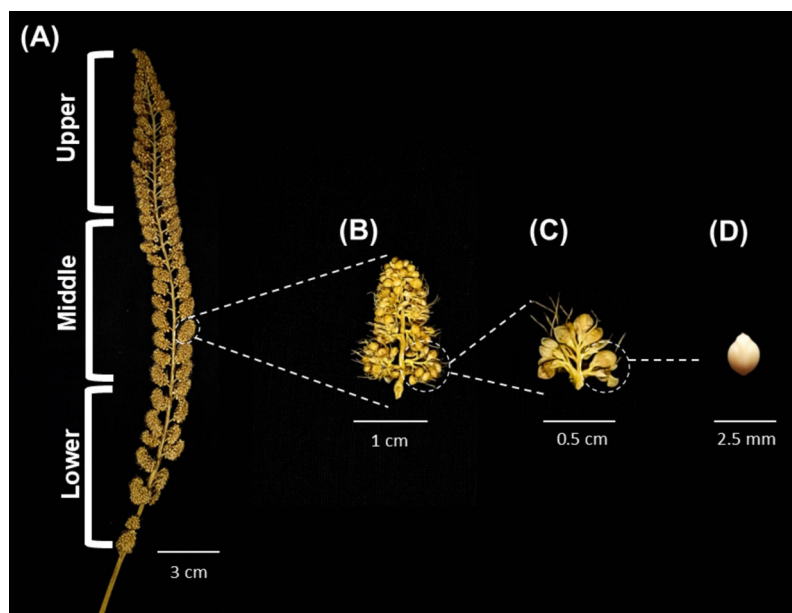 (A)
Upper
Middle
Lower
3 cm
(B)
1 cm
(C)
0.5 cm
(D)
2.5 mm